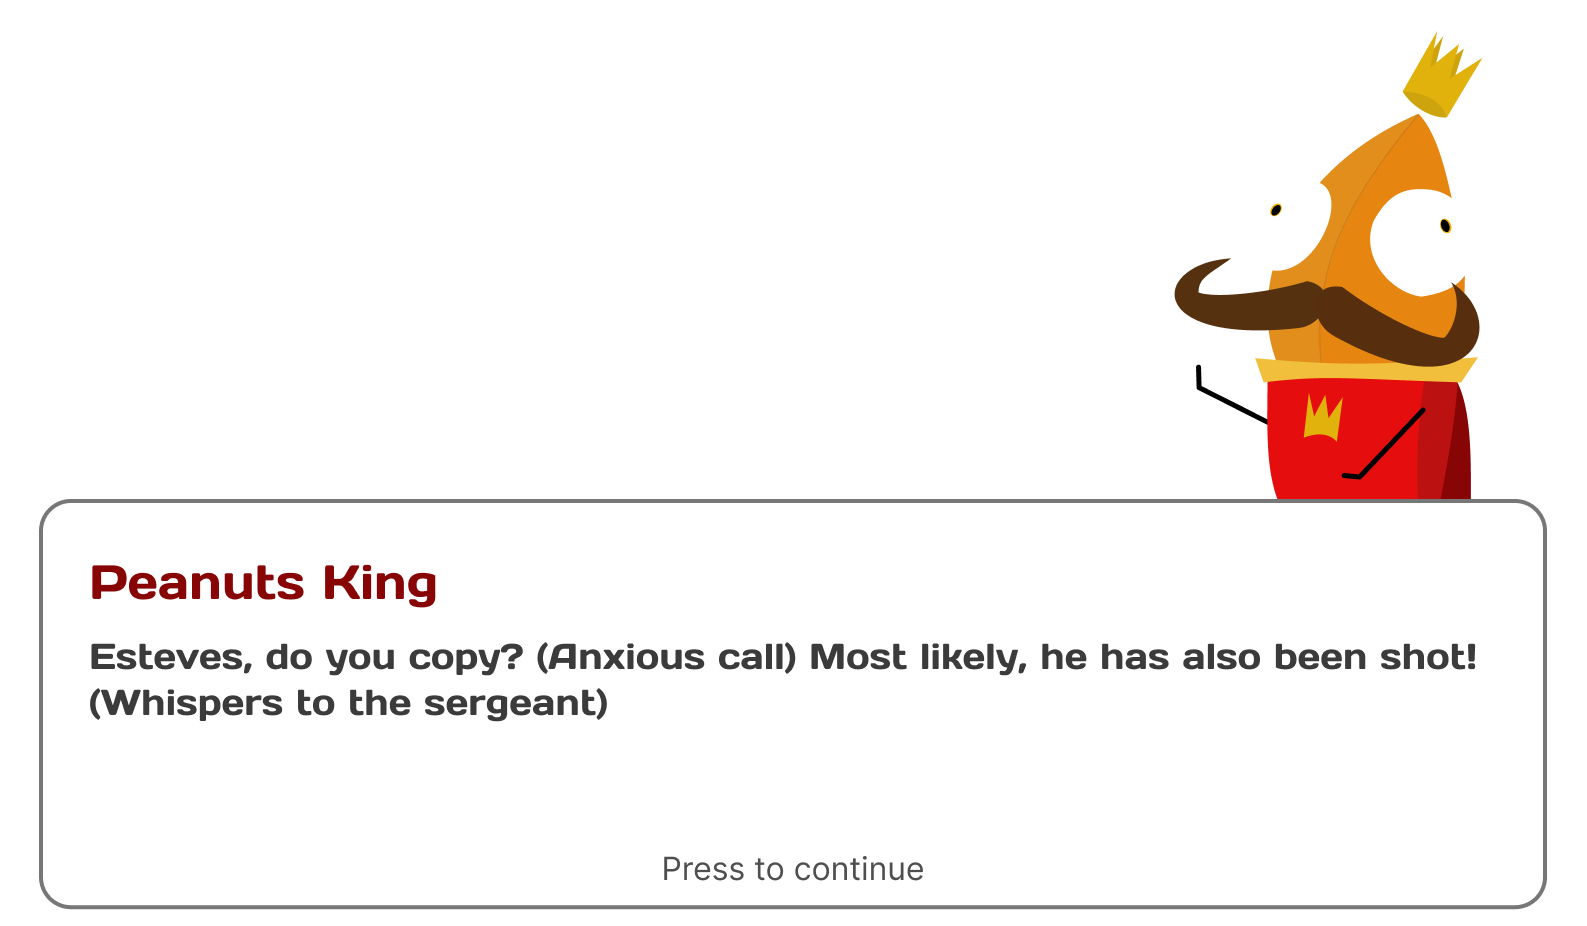 Peanuts King
Esteves, do you copy? (Anxious call) Most likely, he has also been shot!
(Whispers to the sergeant)
Press to continue